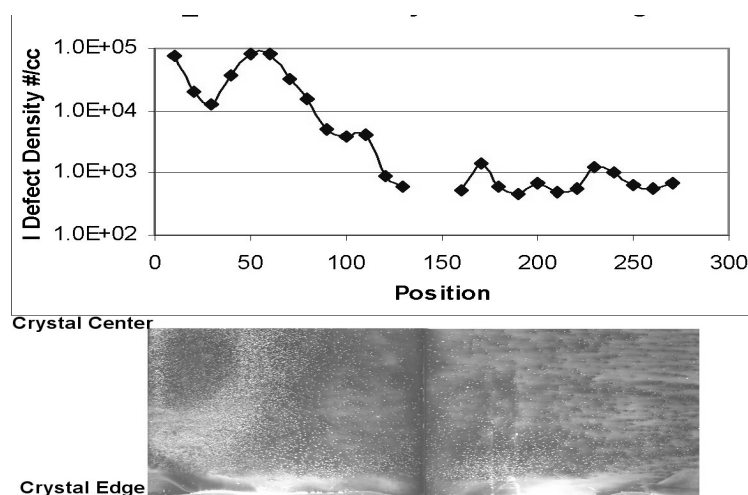 I Defect Density #/cc
1.0E+05
1.0E+04
1.0E+03
1.0E+02
0 50 100 150 200 250 300
Position
Crystal Center
Crystal Edge